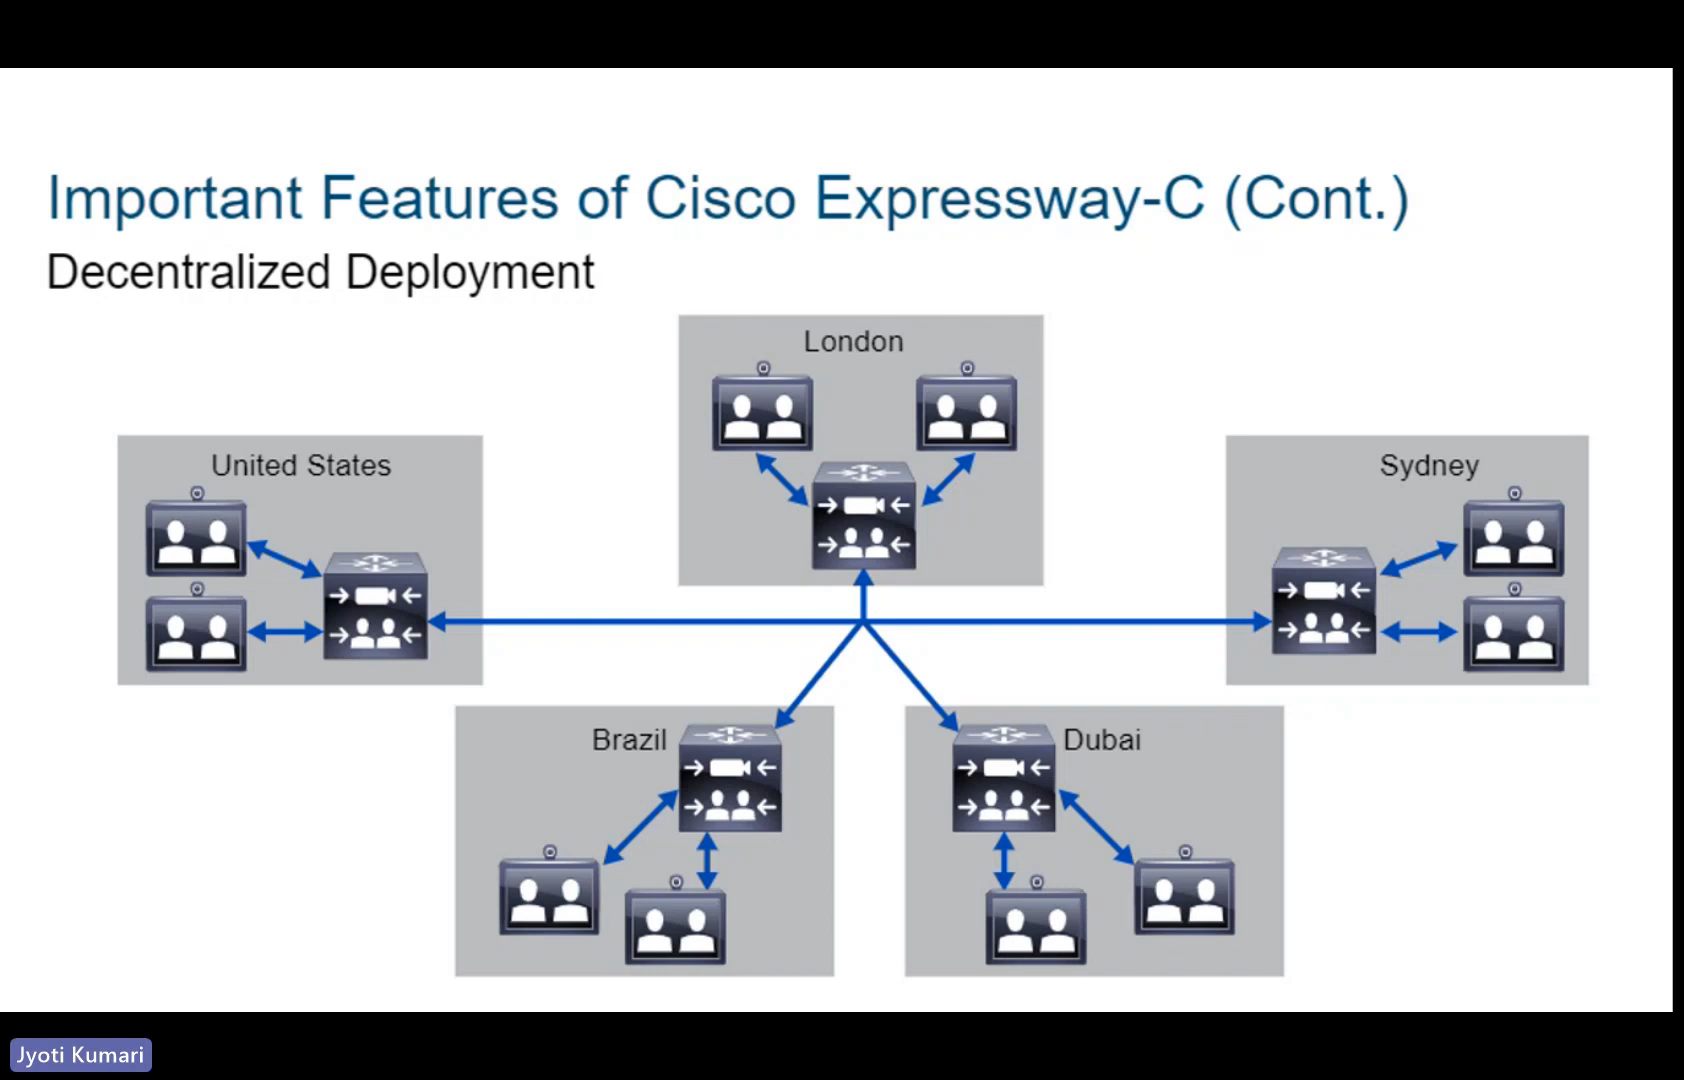 Important Features of Cisco Expressway-C (Cont.)
Decentralized Deployment
London
United States
Sydney
Brazil
Dubai
Jyoti Kumari